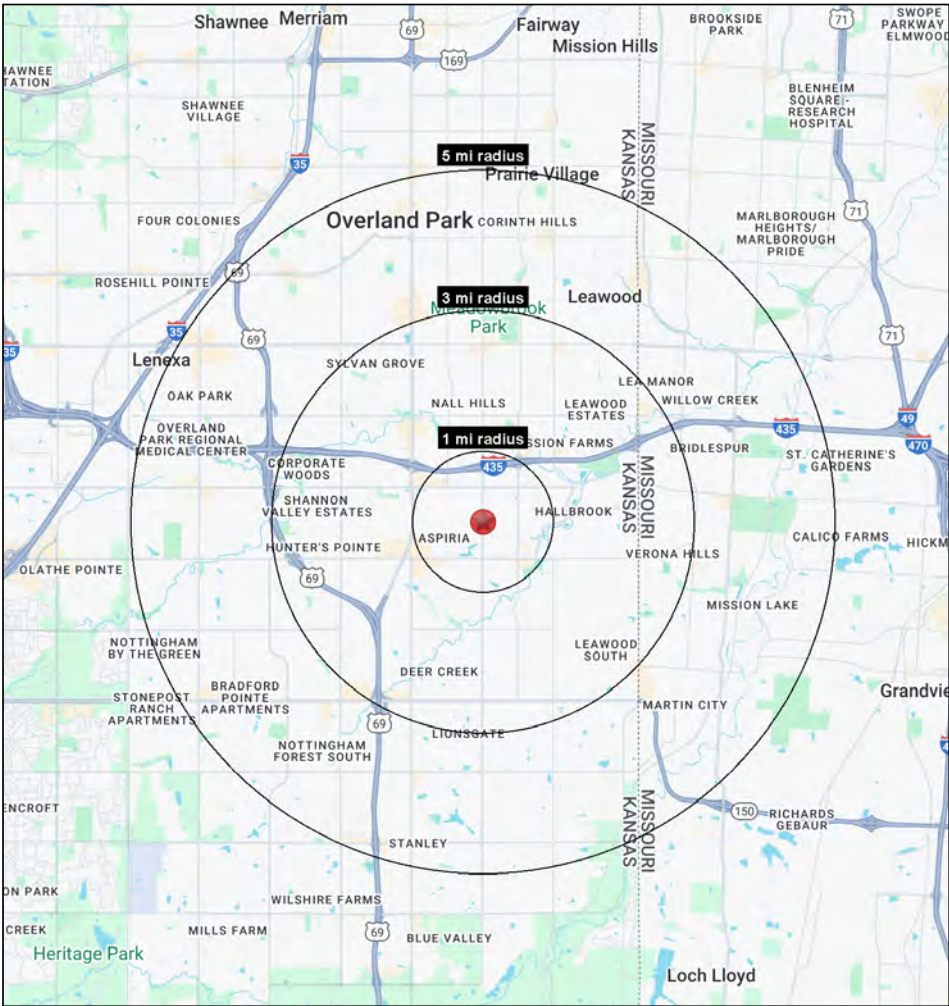 Shawnee
Merriam
69
Fairway
Mission Hills
BROOKSIDE
PARK
71
SWOPE
PARKWAY
ELMWOOD
169
HAWNEE
TATION
SHAWNEE
VILLAGE
BLENHEIM
SQUARE -
RESEARCH
HOSPITAL
MISSOURI
KANSAS
35
5 mi radius
Prairie Village
FOUR COLONIES
Overland Park
CORINTH HILLS
71
MARLBOROUGH
HEIGHTS/
MARLBOROUGH
PRIDE
69
ROSEHILL POINTE
3 mi radius
Meadowbrook
Park
Leawood
35
69
71
35
Lenexa
SYLVAN GROVE
LEA MANOR
OAK PARK
NALL HILLS
LEAWOOD
ESTATES
WILLOW CREEK
49
435
470
OVERLAND
PARK REGIONAL
MEDICAL CENTER
1 mi radius
SSION FARMS
BRIDLESPUR
435
CORPORATE
WOODS
ST. CATHERINE'S
GARDENS
MISSOURI
KANSAS
SHANNON
VALLEY ESTATES
HALLBROOK
ASPIRIA
HUNTER'S POINTE
VERONA HILLS
CALICO FARMS
HICKM
OLATHE POINTE
69
MISSION LAKE
NOTTINGHAM
BY THE GREEN
LEAWOOD
SOUTH
DEER CREEK
STONEPOST
RANCH
APARTMENTS
BRADFORD
POINTE
APARTMENTS
Grandvie
MARTIN CITY
69
LIONSGATE
NOTTINGHAM
FOREST SOUTH
4
MISSOURI
KANSAS
ENCROFT
150
RICHARDS
GEBAUR
STANLEY
ON PARK
WILSHIRE FARMS
CREEK
MILLS FARM
69
BLUE VALLEY
Heritage Park
Loch Lloyd